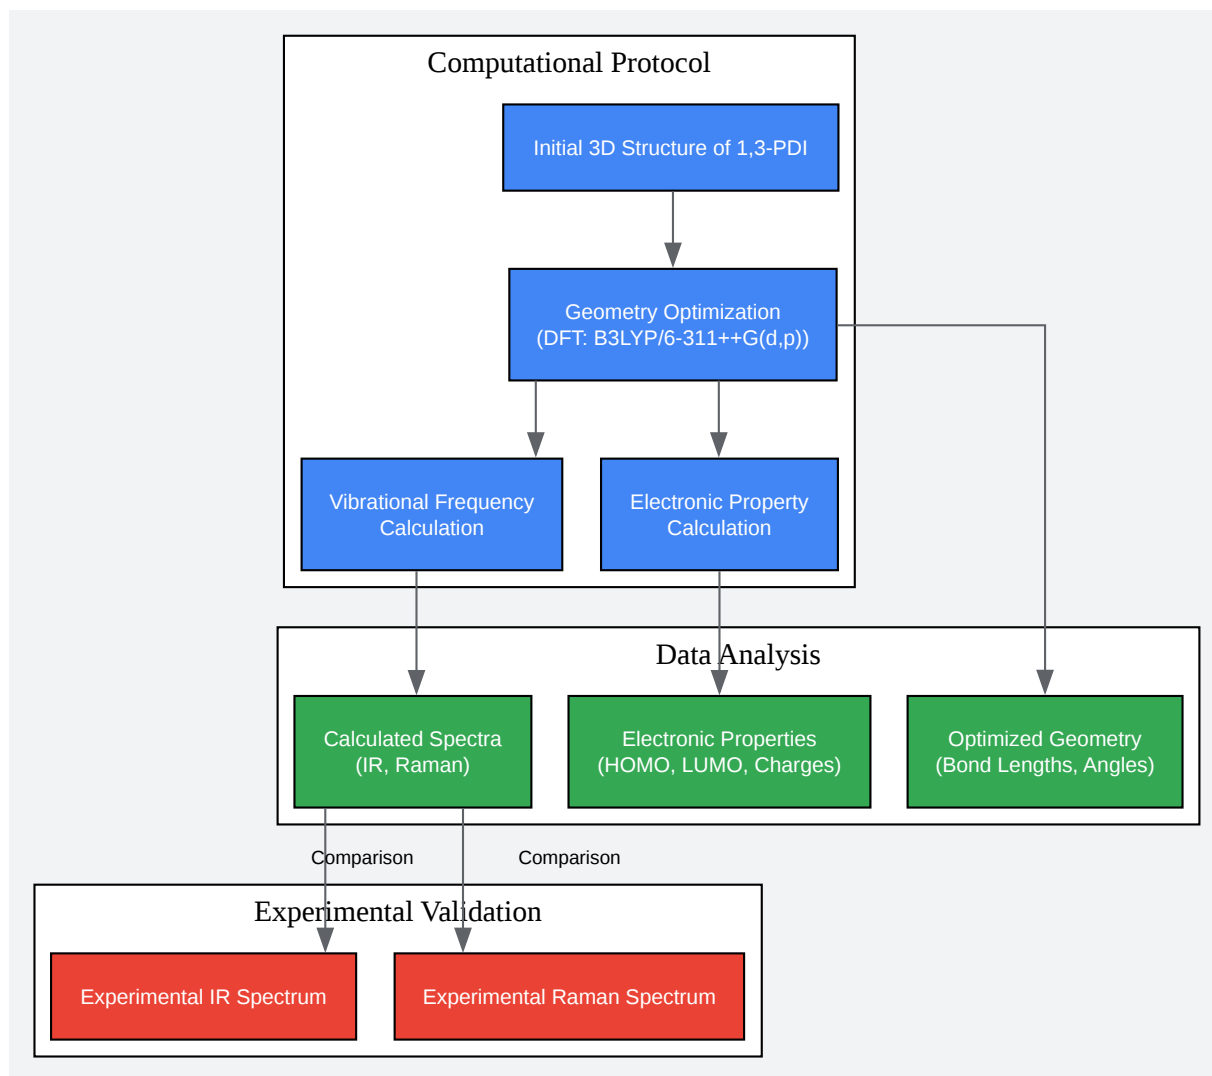 Computational Protocol
Initial 3D Structure of 1,3-PDI
Geometry Optimization
(DFT: B3LYP/6-311++G(d,p))
Vibrational Frequency
Calculation
Electronic Property
Calculation
Data Analysis
Calculated Spectra
(IR, Raman)
Electronic Properties
(HOMO, LUMO, Charges)
Optimized Geometry
(Bond Lengths, Angles)
Comparison
Comparison
Experimental Validation
Experimental IR Spectrum
Experimental Raman Spectrum